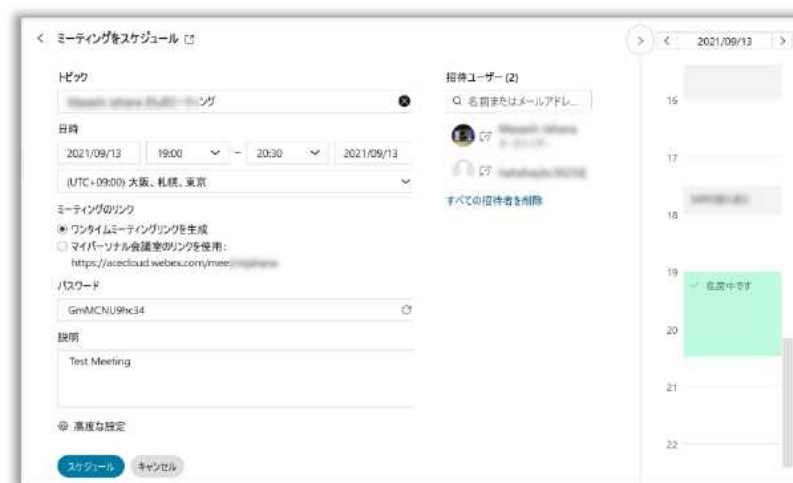 ミーティングをスケジュール
トピック
ング
日時
2021/09/13 19:00 - 20:30 2021/09/13
(UTC+09:00) 大阪、札幌、東京
ミーティングのリンク
ワンタイムミーティングリンクを生成
マイパーソナル会議室のリンクを使用:
https://acecloud.webex.com/mee
パスワード
GmMCNU9hc34
説明
Test Meeting
高度な設定
スケジュール キャンセル
招待ユーザー (2)
名前またはメールアドレ...
すべての招待者を削除
2021/09/13
16
17
18
19
在席中です
20
21
22